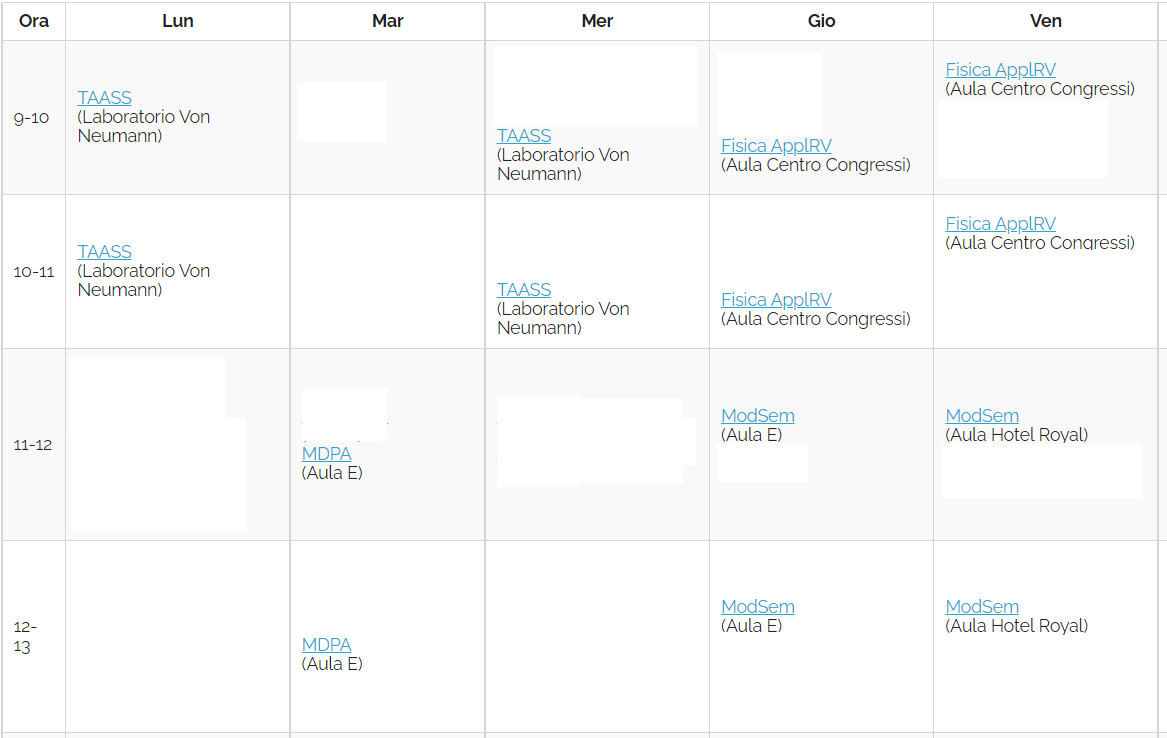 Ora Lun Mar Mer Gio Ven
9-10
TAASS
(Laboratorio Von
Neumann)
TAASS
(Laboratorio Von
Neumann)
Fisica ApplRV
(Aula Centro Congressi)
Fisica ApplRV
(Aula Centro Congressi)
10-11
TAASS
(Laboratorio Von
Neumann)
TAASS
(Laboratorio Von
Neumann)
Fisica ApplRV
(Aula Centro Congressi)
Fisica ApplRV
(Aula Centro Congressi)
11-12
MDPA
(Aula E)
ModSem
(Aula E)
ModSem
(Aula Hotel Royal)
12-
13
MDPA
(Aula E)
ModSem
(Aula E)
ModSem
(Aula Hotel Royal)